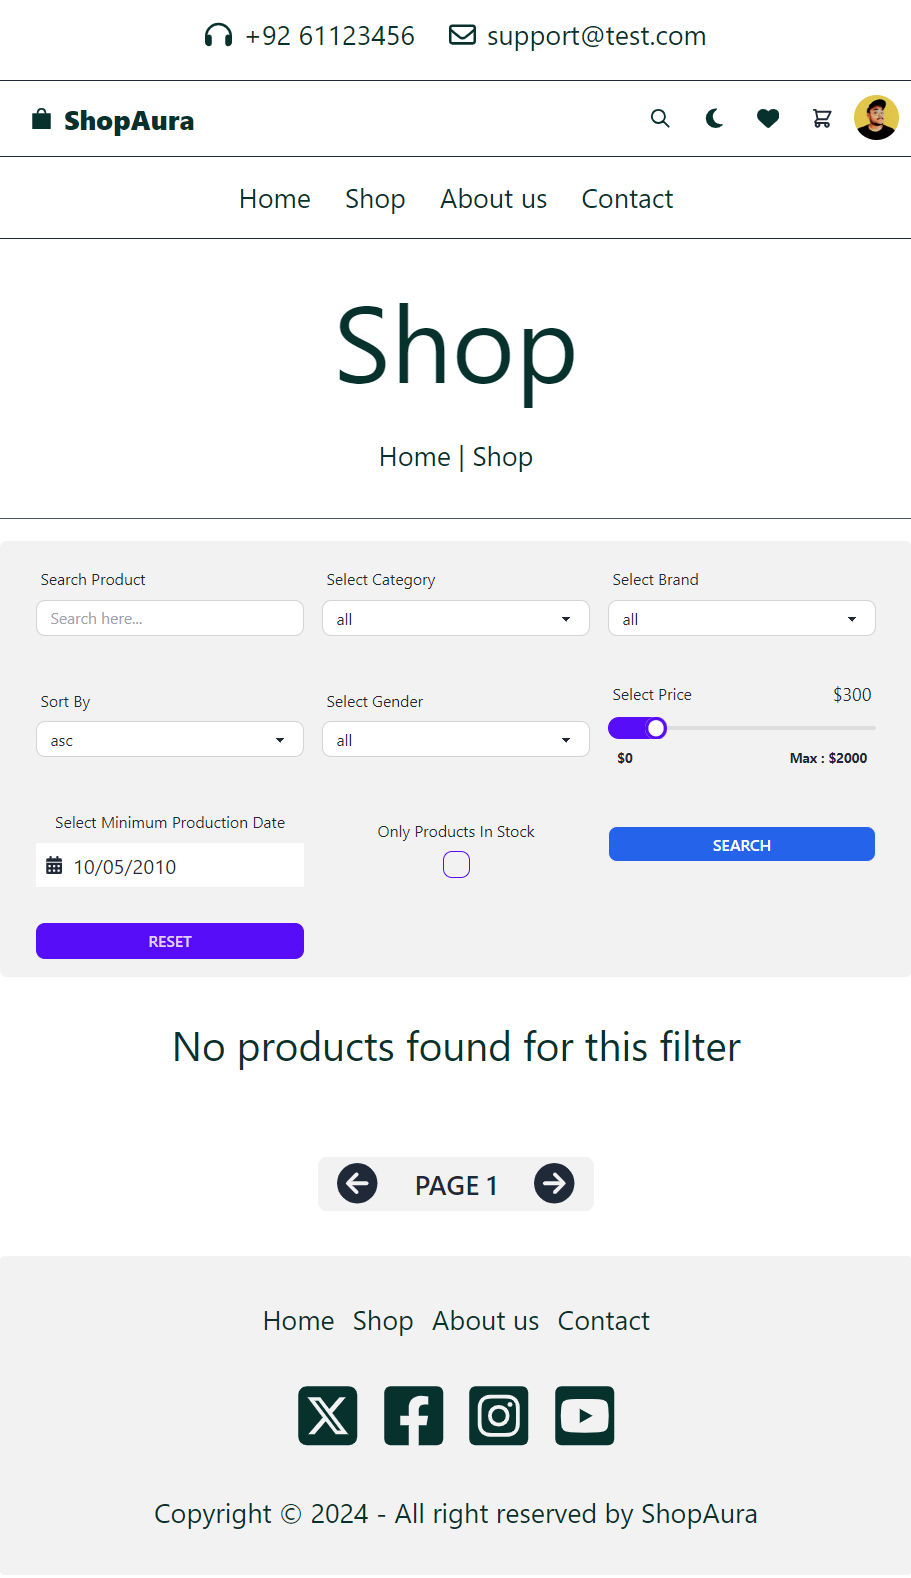 +92 61123456 support@test.com
ShopAura
Home Shop About us Contact
Shop
Home | Shop
Search Product Select Category Select Brand
Search here... all all
Sort By Select Gender Select Price $300
asc all
$0 Max : $2000
Select Minimum Production Date Only Products In Stock
10/05/2010 SEARCH
RESET
No products found for this filter
PAGE 1
Home Shop About us Contact
Copyright © 2024 - All right reserved by ShopAura